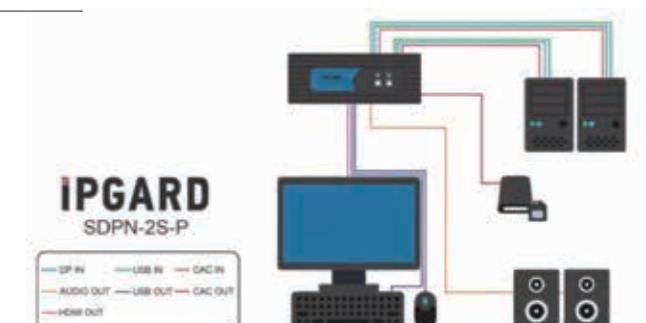 iPGARD
SDPN-2S-P
DP IN USB IN CAC IN
AUDIO OUT USB OUT CAC OUT
HDMI OUT